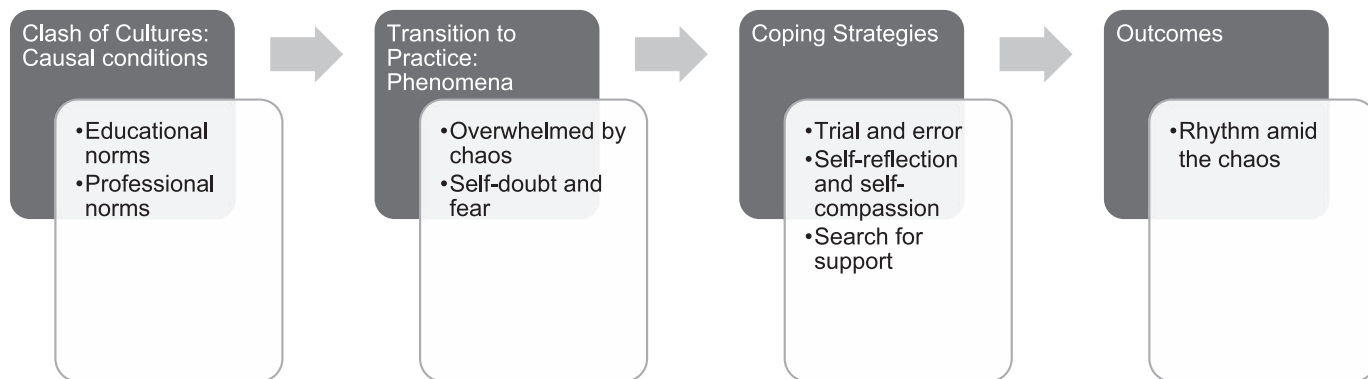 Clash of Cultures:
Causal conditions
•Educational
norms
•Professional
norms
Transition to
Practice:
Phenomena
•Overwhelmed by
chaos
•Self-doubt and
fear
Coping Strategies
•Trial and error
•Self-reflection
and self-
compassion
•Search for
support
Outcomes
•Rhythm amid
the chaos